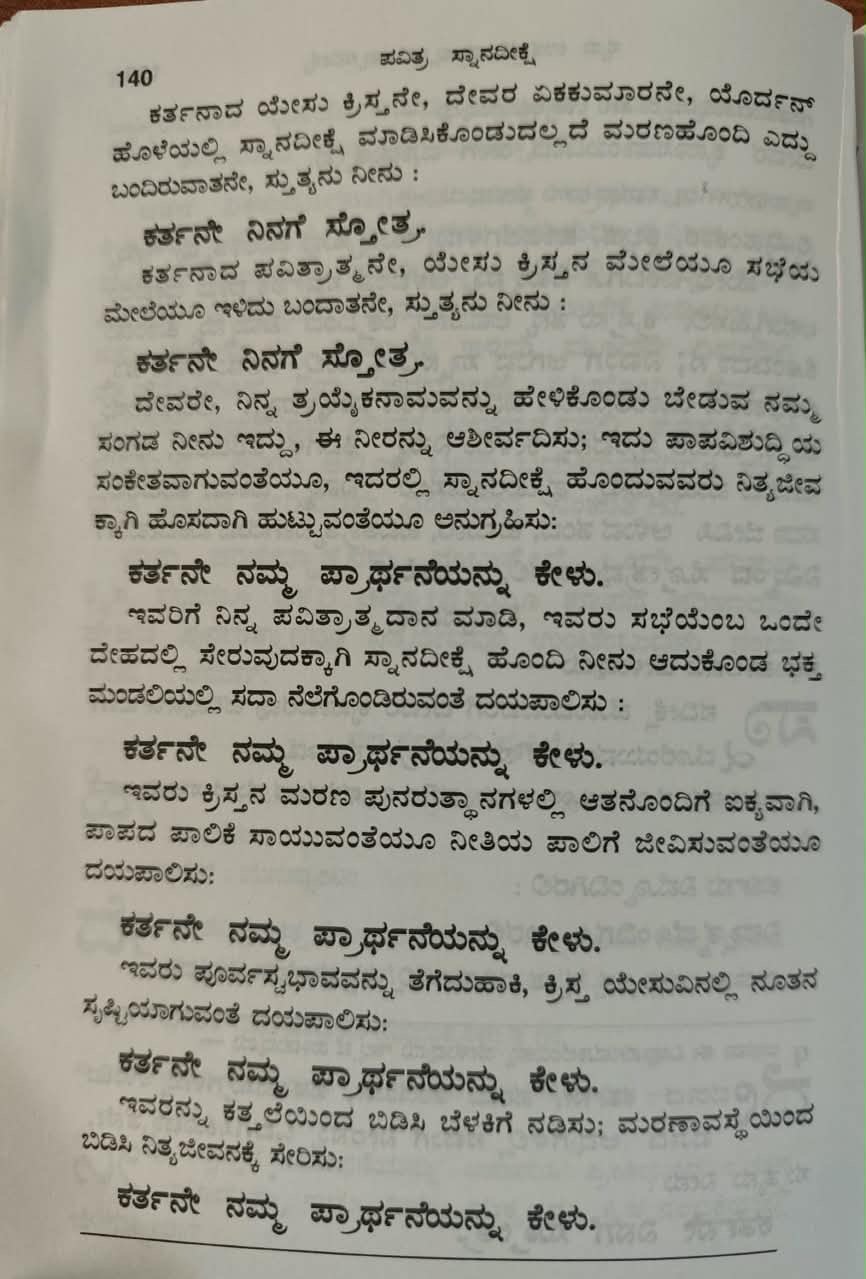 140
ಪವಿತ್ರ ಸ್ನಾನದೀಕ್ಷೆ
ಕರ್ತನಾದ ಯೇಸು ಕ್ರಿಸ್ತನೇ, ದೇವರ ಏಕಕುಮಾರನೇ, ಯೊರ್ದನ್
ಹೊಳೆಯಲ್ಲಿ ಸ್ನಾನದೀಕ್ಷೆ ಮಾಡಿಸಿಕೊಂಡುದಲ್ಲದೆ ಮರಣಹೊಂದಿ ಎದ್ದು
ಬಂದಿರುವಾತನೇ, ಸ್ತುತ್ಯನು ನೀನು :
ಕರ್ತನೇ ನಿನಗೆ ಸ್ತೋತ್ರ.
ಕರ್ತನಾದ ಪವಿತ್ರಾತ್ಮನೇ, ಯೇಸು ಕ್ರಿಸ್ತನ ಮೇಲೆಯೂ ಸಭೆಯ
ಮೇಲೆಯೂ ಇಳಿದು ಬಂದಾತನೇ, ಸ್ತುತ್ಯನು ನೀನು :
ಕರ್ತನೇ ನಿನಗೆ ಸ್ತೋತ್ರ.
ದೇವರೇ, ನಿನ್ನ ತ್ರಯೈಕನಾಮವನ್ನು ಹೇಳಿಕೊಂಡು ಬೇಡುವ ನಮ್ಮ
ಸಂಗಡ ನೀನು ಇದ್ದು, ಈ ನೀರನ್ನು ಆಶೀರ್ವದಿಸು; ಇದು ಪಾಪವಿಶುದ್ಧಿಯ
ಸಂಕೇತವಾಗುವಂತೆಯೂ, ಇದರಲ್ಲಿ ಸ್ನಾನದೀಕ್ಷೆ ಹೊಂದುವವರು ನಿತ್ಯಜೀವ
ಕ್ಕಾಗಿ ಹೊಸದಾಗಿ ಹುಟ್ಟುವಂತೆಯೂ ಅನುಗ್ರಹಿಸು:
ಕರ್ತನೇ ನಮ್ಮ ಪ್ರಾರ್ಥನೆಯನ್ನು ಕೇಳು.
ಇವರಿಗೆ ನಿನ್ನ ಪವಿತ್ರಾತ್ಮದಾನ ಮಾಡಿ, ಇವರು ಸಭೆಯೆಂಬ ಒಂದೇ
ದೇಹದಲ್ಲಿ ಸೇರುವುದಕ್ಕಾಗಿ ಸ್ನಾನದೀಕ್ಷೆ ಹೊಂದಿ ನೀನು ಆದುಕೊಂಡ ಭಕ್ತ
ಮಂಡಲಿಯಲ್ಲಿ ಸದಾ ನೆಲೆಗೊಂಡಿರುವಂತೆ ದಯಪಾಲಿಸು :
ಕರ್ತನೇ ನಮ್ಮ ಪ್ರಾರ್ಥನೆಯನ್ನು ಕೇಳು.
ಇವರು ಕ್ರಿಸ್ತನ ಮರಣ ಪುನರುತ್ಥಾನಗಳಲ್ಲಿ ಆತನೊಂದಿಗೆ ಐಕ್ಯವಾಗಿ,
ಪಾಪದ ಪಾಲಿಕೆ ಸಾಯುವಂತೆಯೂ ನೀತಿಯ ಪಾಲಿಗೆ ಜೀವಿಸುವಂತೆಯೂ
ದಯಪಾಲಿಸು:
ಕರ್ತನೇ ನಮ್ಮ ಪ್ರಾರ್ಥನೆಯನ್ನು ಕೇಳು.
ಇವರು ಪೂರ್ವಸ್ವಭಾವವನ್ನು ತೆಗೆದುಹಾಕಿ, ಕ್ರಿಸ್ತ ಯೇಸುವಿನಲ್ಲಿ ನೂತನ
ಸೃಷ್ಟಿಯಾಗುವಂತೆ ದಯಪಾಲಿಸು:
ಕರ್ತನೇ ನಮ್ಮ ಪ್ರಾರ್ಥನೆಯನ್ನು ಕೇಳು.
ಇವರನ್ನು ಕತ್ತಲೆಯಿಂದ ಬಿಡಿಸಿ ಬೆಳಕಿಗೆ ನಡಿಸು; ಮರಣಾವಸ್ಥೆಯಿಂದ
ಬಿಡಿಸಿ ನಿತ್ಯಜೀವನಕ್ಕೆ ಸೇರಿಸು:
ಕರ್ತನೇ ನಮ್ಮ ಪ್ರಾರ್ಥನೆಯನ್ನು ಕೇಳು.